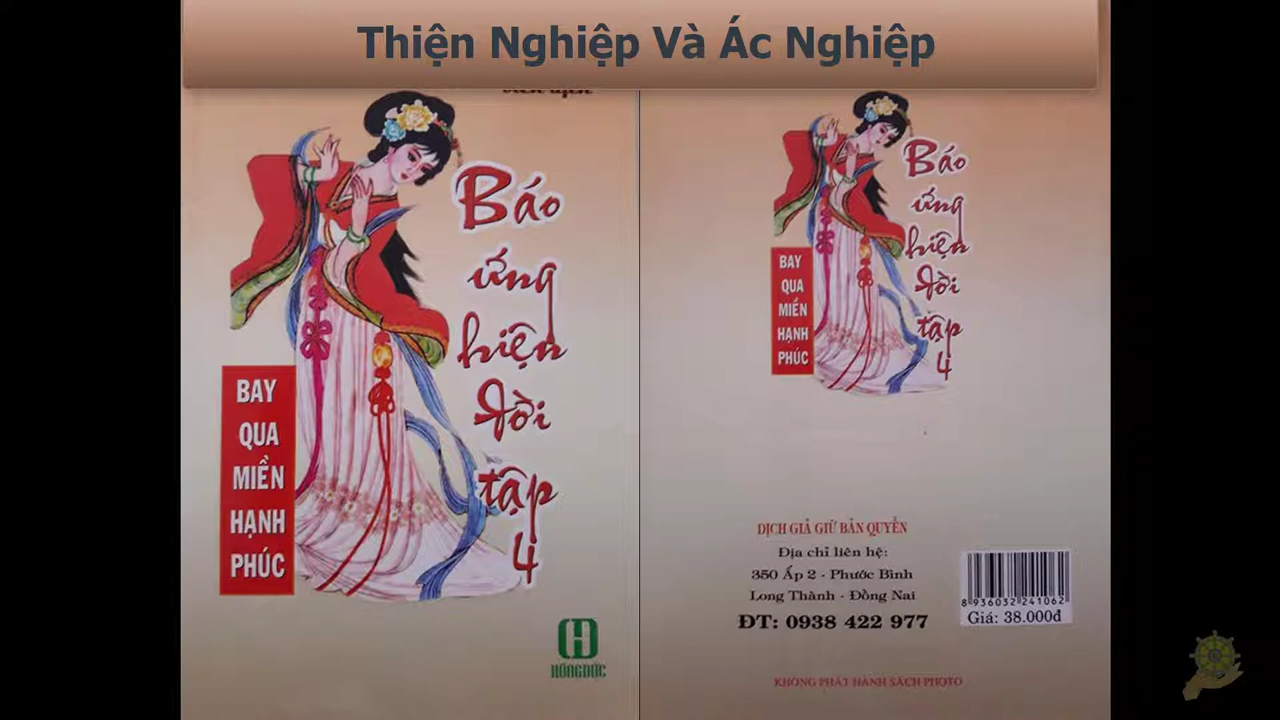 Thiện Nghiệp Và Ác Nghiệp
Báo
ứng
hiện
đời
tập
4
BAY
QUA
MIỀN
HẠNH
PHÚC
HỒNG ĐỨC
Báo
ứng
hiện
đời
tập
4
BAY
QUA
MIỀN
HẠNH
PHÚC
DỊCH GIẢ GIỮ BẢN QUYỀN
Địa chỉ liên hệ:
350 Ấp 2 - Phước Bình
Long Thành - Đồng Nai
ĐT: 0938 422 977
8 936032 241062
Giá: 38.000đ
KHÔNG PHÁT HÀNH SÁCH PHOTO